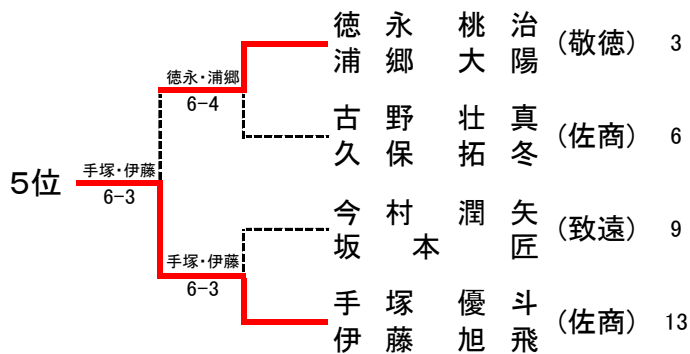 徳永 桃治 (敬徳) 3
浦郷 大陽
徳永・浦郷
6-4
古野 壮真 (佐商) 6
久保 拓冬
5位
手塚・伊藤
6-3
今村 潤矢 (致遠) 9
坂本 匠
手塚・伊藤
6-3
手塚 優斗 (佐商) 13
伊藤 旭飛